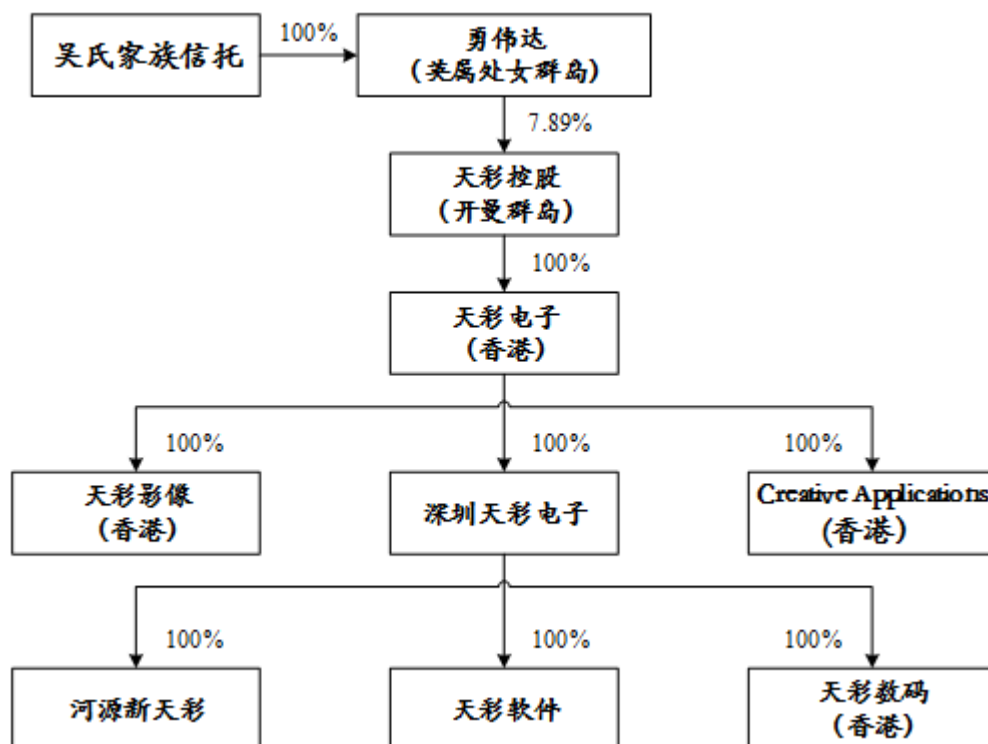 吴氏家族信托
100%
勇伟达
（英属处女群岛）
7.89%
天彩控股
（开曼群岛）
100%
天彩电子
（香港）
100%
100%
100%
天彩影像
（香港）
深圳天彩电子
Creative Applications
（香港）
100%
100%
100%
河源新天彩
天彩软件
天彩数码
（香港）